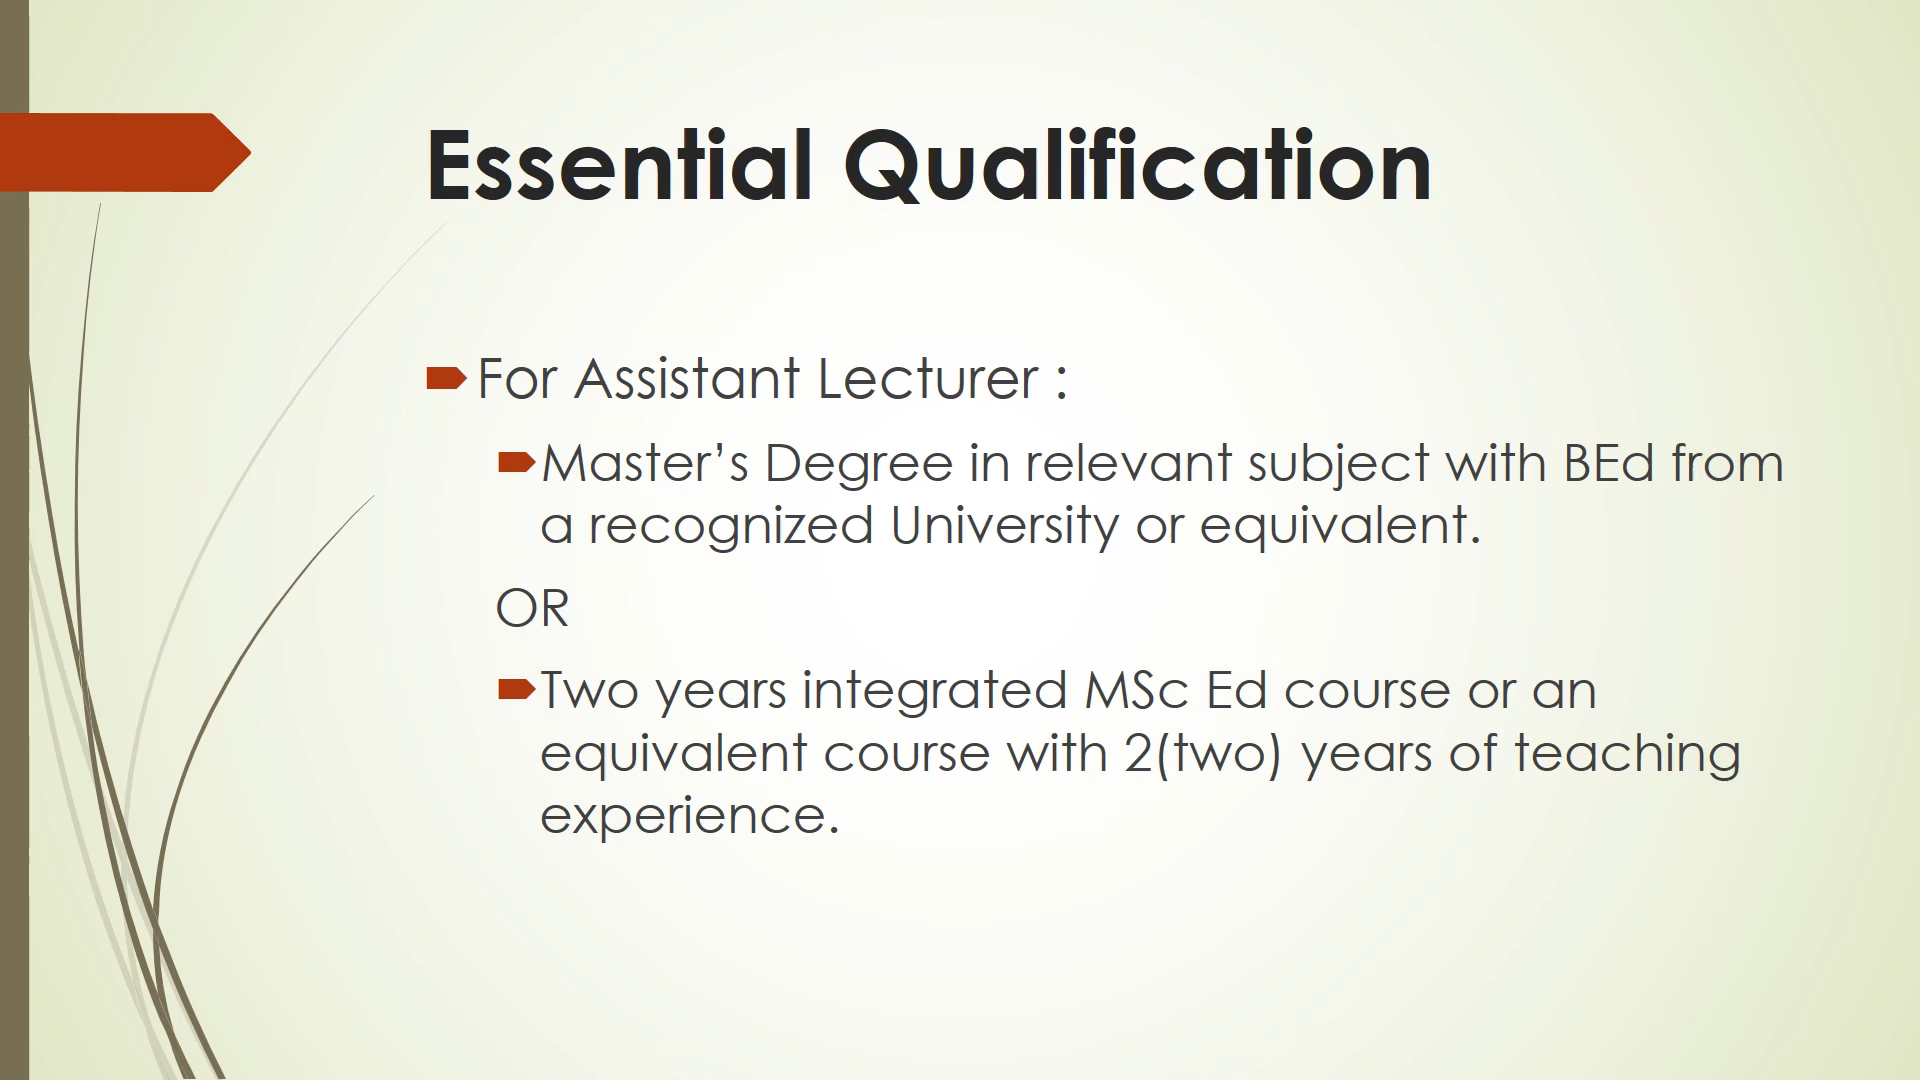 Essential Qualification
For Assistant Lecturer :
Master’s Degree in relevant subject with BEd from
a recognized University or equivalent.
OR
Two years integrated MSc Ed course or an
equivalent course with 2(two) years of teaching
experience.